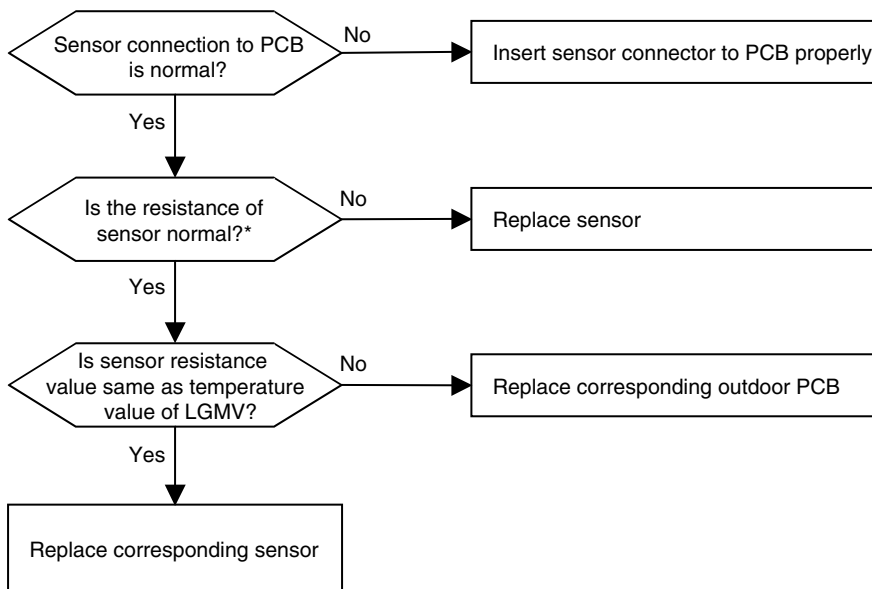 Sensor connection to PCB
is normal?
No
Insert sensor connector to PCB properly
Yes
Is the resistance of
sensor normal?*
No
Replace sensor
Yes
Is sensor resistance
value same as temperature
value of LGMV?
No
Replace corresponding outdoor PCB
Yes
Replace corresponding sensor